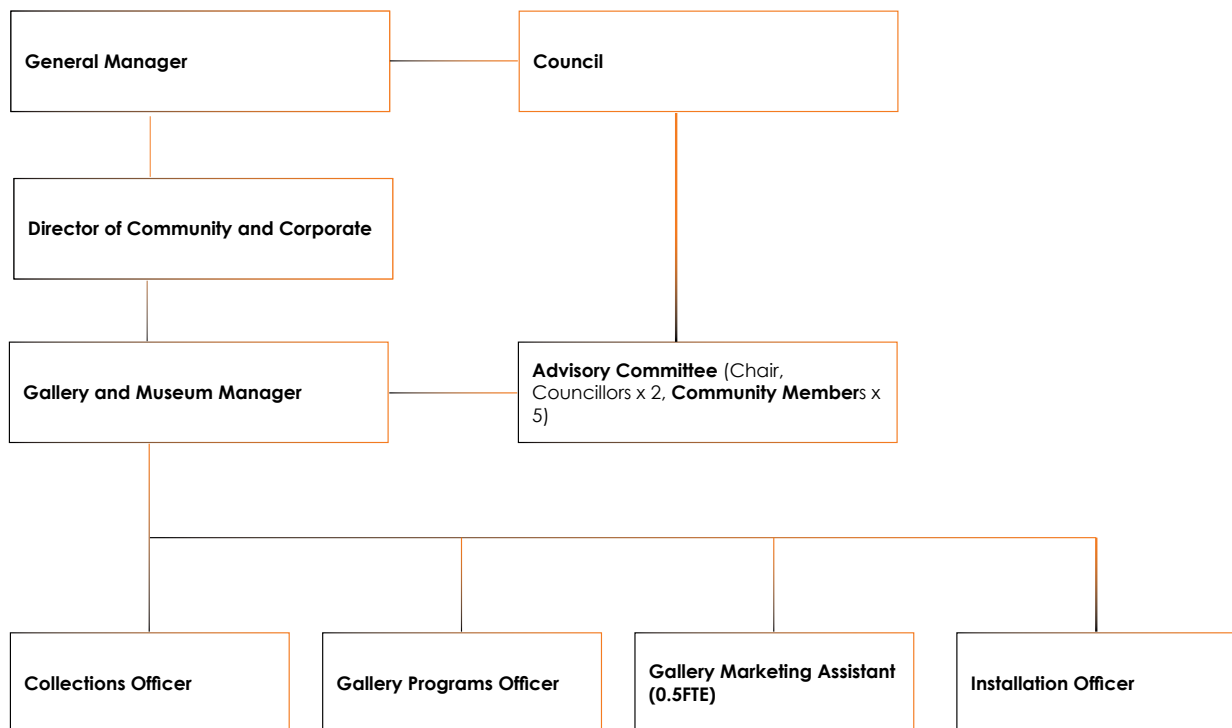 General Manager
Council
Director of Community and Corporate
Gallery and Museum Manager
Advisory Committee (Chair,
Councillors x 2, Community Members x
5)
Collections Officer
Gallery Programs Officer
Gallery Marketing Assistant
(0.5FTE)
Installation Officer